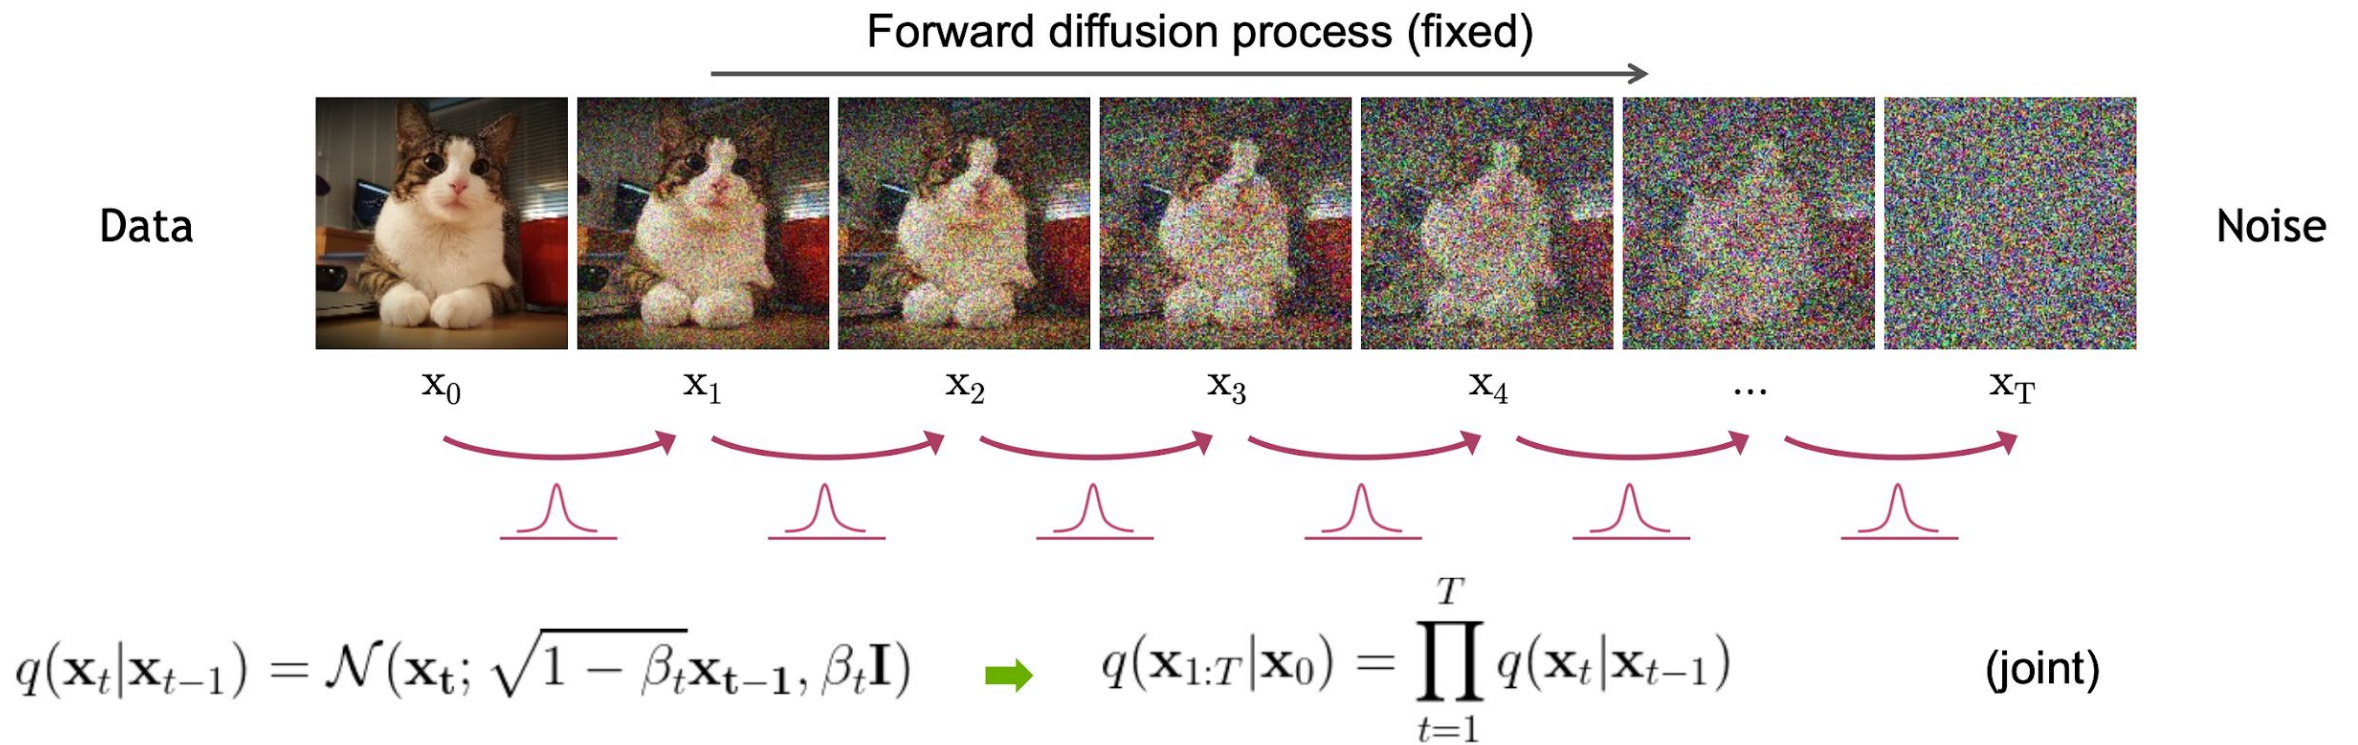 Forward diffusion process (fixed)
Data
Noise
x₀ x₁ x₂ x₃ x₄ ... x_T
q(𝐱ₜ|𝐱ₜ₋₁) = 𝒩(𝐱ₜ; √(1 − βₜ)𝐱ₜ₋₁, βₜ𝐈) q(𝐱₁:T|𝐱₀) = ∏_{t=1}^{T} q(𝐱ₜ|𝐱ₜ₋₁) (joint)